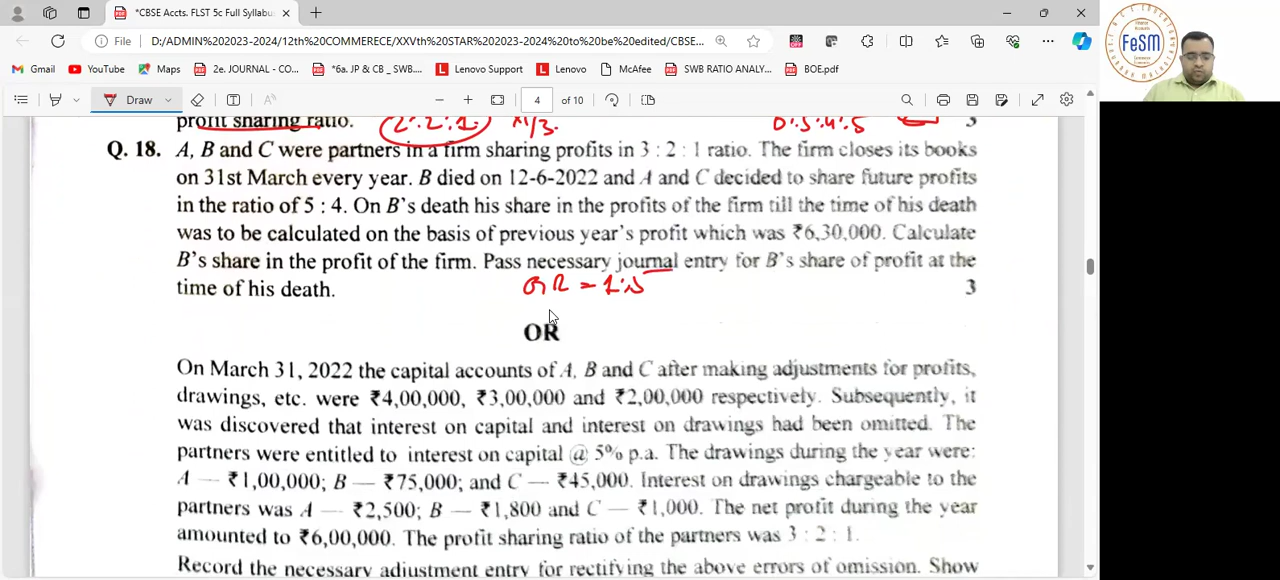 *CBSE Accts. FLST 5c Full Syllabu
File
D:/ADMIN%202023-2024/12th%20COMMERECE/XXVth%20STAR%202023-2024%20to%20be%20edited/CBSE...
Gmail YouTube Maps 2e. JOURNAL - CO... *6a. JP & CB _ SWB... Lenovo Support Lenovo McAfee SWB RATIO ANALY... BOE.pdf
Draw 4 of 10
FeSM
profit sharing ratio. (2:2:1) x1/3. 3
Q. 18. A, B and C were partners in a firm sharing profits in 3 : 2 : 1 ratio. The firm closes its books
on 31st March every year. B died on 12-6-2022 and A and C decided to share future profits
in the ratio of 5 : 4. On B's death his share in the profits of the firm till the time of his death
was to be calculated on the basis of previous year's profit which was ₹6,30,000. Calculate
B's share in the profit of the firm. Pass necessary journal entry for B's share of profit at the
time of his death. 3
GR = 1:5
OR
On March 31, 2022 the capital accounts of A, B and C after making adjustments for profits,
drawings, etc. were ₹4,00,000, ₹3,00,000 and ₹2,00,000 respectively. Subsequently, it
was discovered that interest on capital and interest on drawings had been omitted. The
partners were entitled to interest on capital @ 5% p.a. The drawings during the year were:
A — ₹1,00,000; B — ₹75,000; and C — ₹45,000. Interest on drawings chargeable to the
partners was A — ₹2,500; B — ₹1,800 and C — ₹1,000. The net profit during the year
amounted to ₹6,00,000. The profit sharing ratio of the partners was 3 : 2 : 1.
Record the necessary adjustment entry for rectifying the above errors of omission. Show